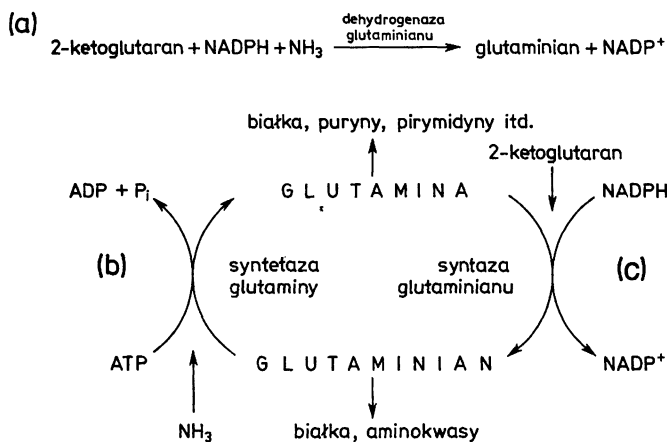 (a)
2-ketoglutaran + NADPH + NH₃ dehydrogenaza glutaminianu glutaminian + NADP⁺
białka, puryny, pirymidyny itd.
2-ketoglutaran
ADP + Pᵢ
GLUTAMINA
NADPH
(b)
syntetaza
glutaminy
syntaza
glutaminianu
(c)
ATP
GLUTAMINIAN
NADP⁺
NH₃
białka, aminokwasy